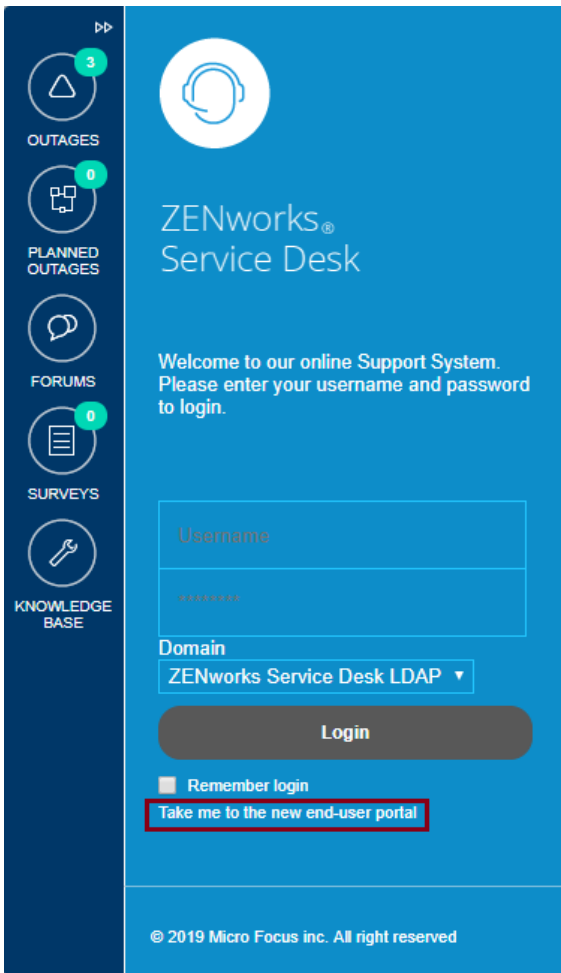 3
OUTAGES
0
PLANNED
OUTAGES
FORUMS
0
SURVEYS
KNOWLEDGE
BASE
ZENworks®
Service Desk
Welcome to our online Support System.
Please enter your username and password
to login.
Username
********
Domain
ZENworks Service Desk LDAP
Login
Remember login
Take me to the new end-user portal
© 2019 Micro Focus inc. All right reserved